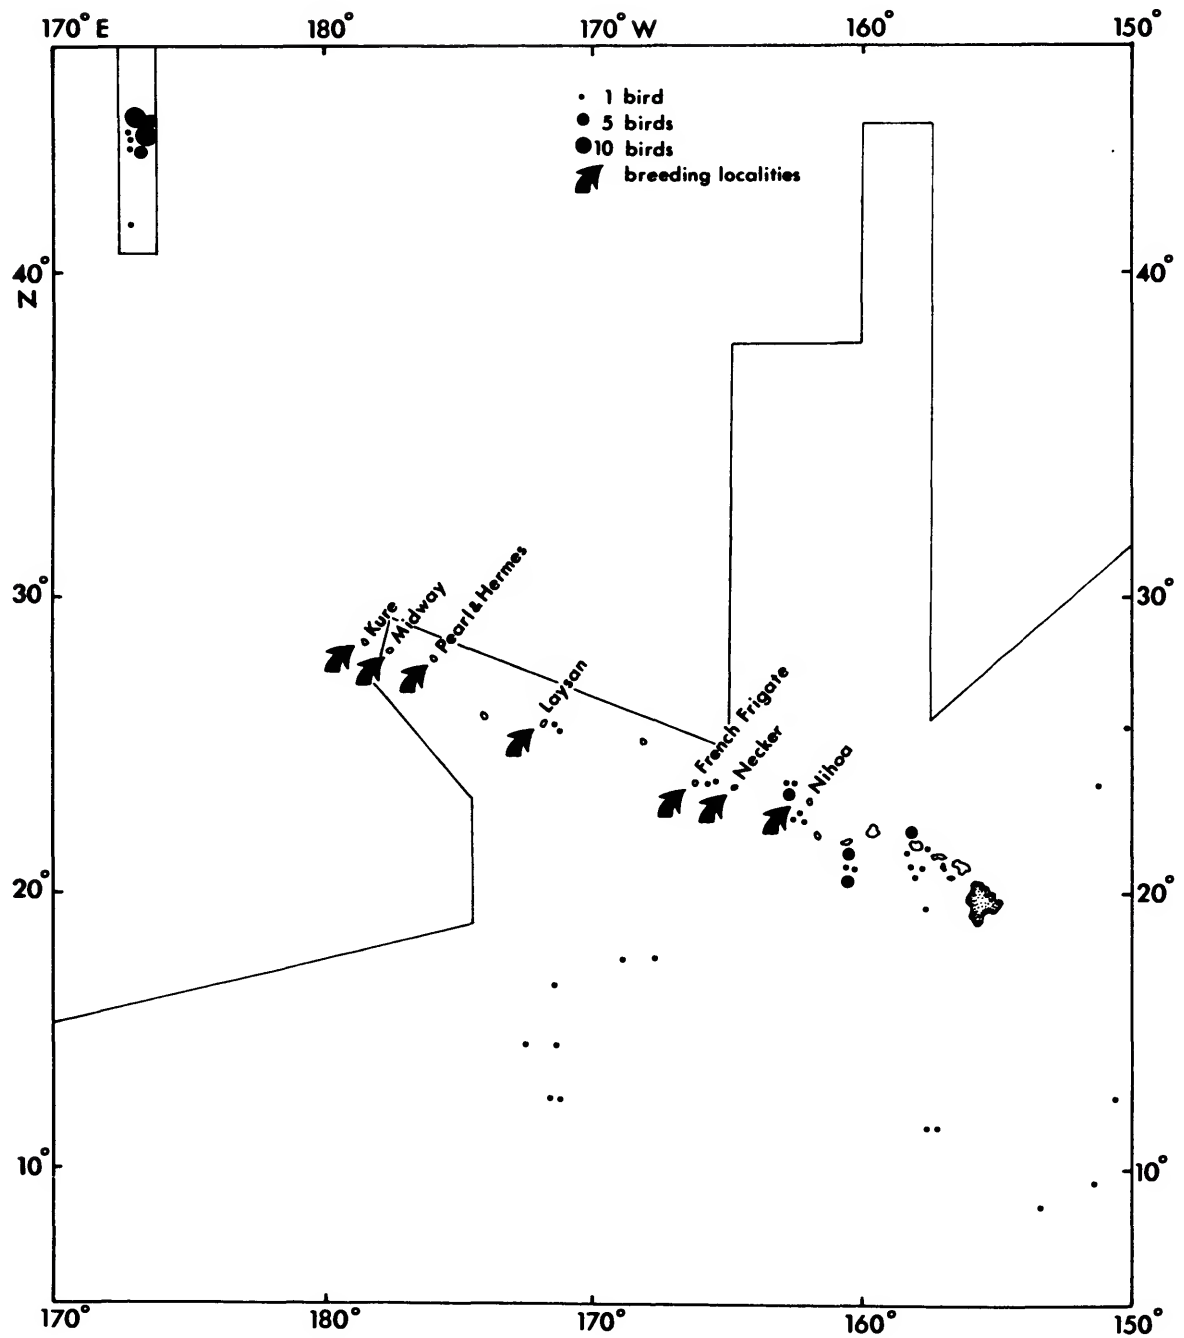 170° E 180° 170° W 160° 150°
1 bird
5 birds
10 birds
breeding localities
40° 40°
N
30° 30°
Kure
Midway
Pearl & Hermes
Laysan
French Frigate
Necker
Nihoa
20° 20°
10° 10°
170° 180° 170° 160° 150°